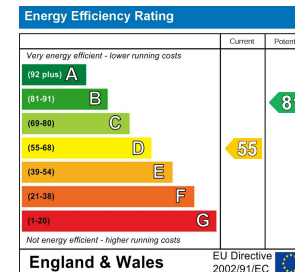 Energy Efficiency Rating
Current
Very energy efficient - lower running costs
(92 plus) A
(81-91) B
(69-80) C
(55-68) D
55
(39-54) E
(21-38) F
(1-20) G
Not energy efficient - higher running costs
England & Wales
EU Directive
2002/91/EC